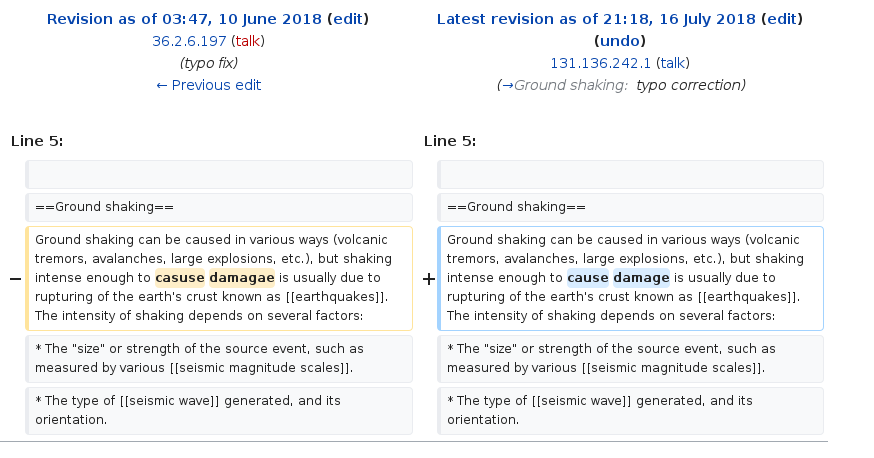 Revision as of 03:47, 10 June 2018 (edit)
36.2.6.197 (talk)
(typo fix)
← Previous edit
Latest revision as of 21:18, 16 July 2018 (edit)
(undo)
131.136.242.1 (talk)
(→Ground shaking: typo correction)
Line 5:
Line 5:
==Ground shaking==
==Ground shaking==
−
Ground shaking can be caused in various ways (volcanic
tremors, avalanches, large explosions, etc.), but shaking
intense enough to casuse damagae is usually due to
rupturing of the earth's crust known as [[earthquakes]].
The intensity of shaking depends on several factors:
+
Ground shaking can be caused in various ways (volcanic
tremors, avalanches, large explosions, etc.), but shaking
intense enough to cause damage is usually due to
rupturing of the earth's crust known as [[earthquakes]].
The intensity of shaking depends on several factors:
* The "size" or strength of the source event, such as
measured by various [[seismic magnitude scales]].
* The "size" or strength of the source event, such as
measured by various [[seismic magnitude scales]].
* The type of [[seismic wave]] generated, and its
orientation.
* The type of [[seismic wave]] generated, and its
orientation.